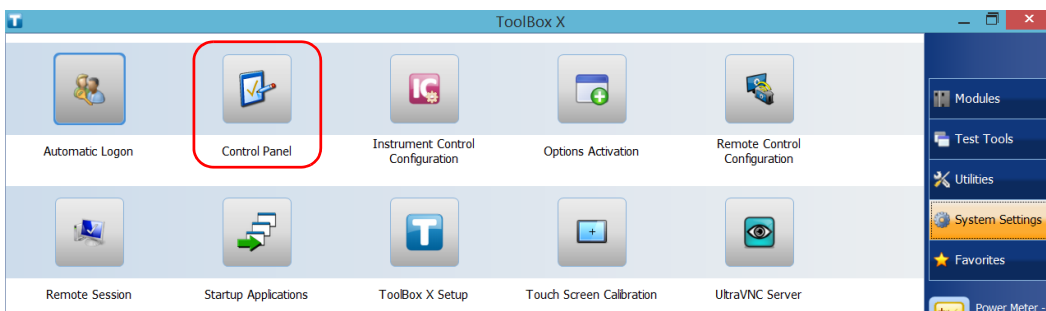 ToolBox X
Automatic Logon
Control Panel
Instrument Control
Configuration
Options Activation
Remote Control
Configuration
Remote Session
Startup Applications
ToolBox X Setup
Touch Screen Calibration
UltraVNC Server
Modules
Test Tools
Utilities
System Settings
Favorites
Power Meter -